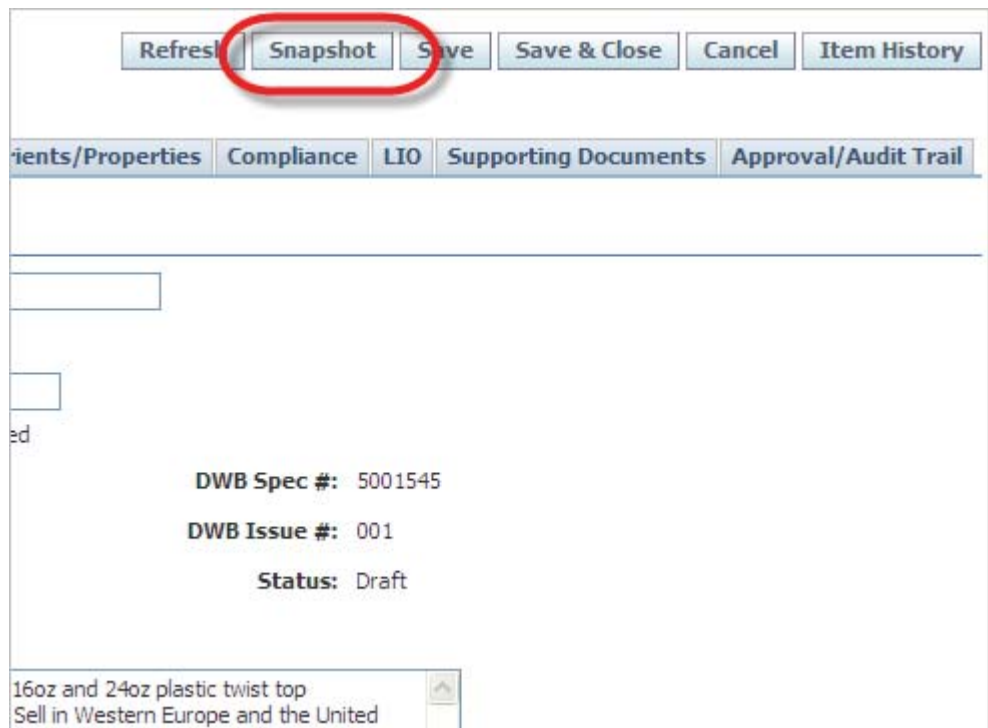 Refresh Snapshot Save Save & Close Cancel Item History
rients/Properties Compliance LIO Supporting Documents Approval/Audit Trail
ed
DWB Spec #: 5001545
DWB Issue #: 001
Status: Draft
16oz and 24oz plastic twist top
Sell in Western Europe and the United